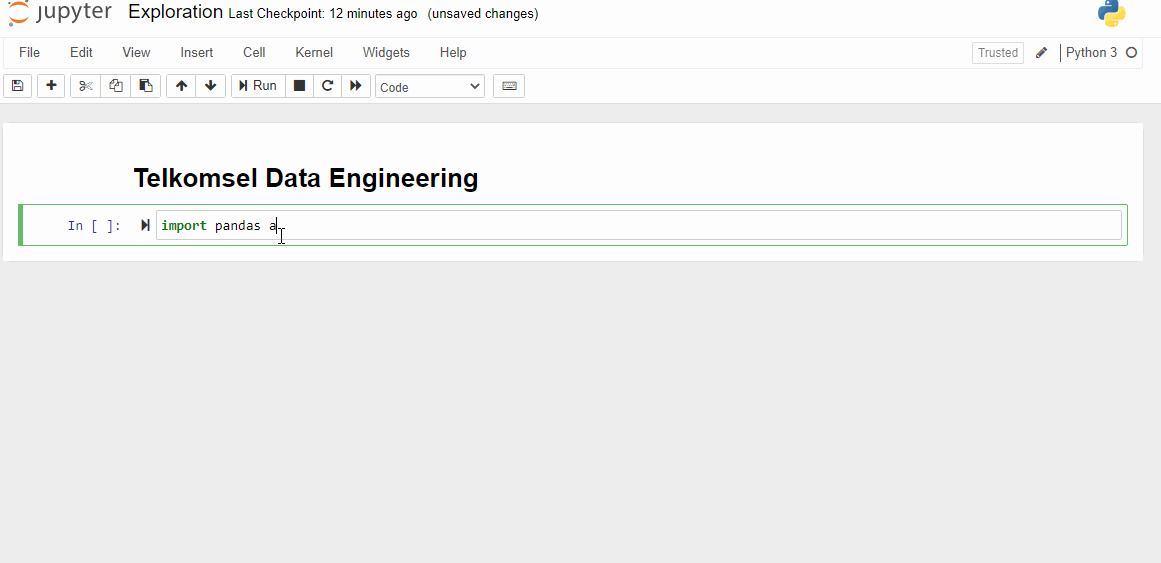 jupyter Exploration Last Checkpoint: 12 minutes ago (unsaved changes)
File Edit View Insert Cell Kernel Widgets Help Trusted Python 3
Run Code
Telkomsel Data Engineering
In [ ]: import pandas a